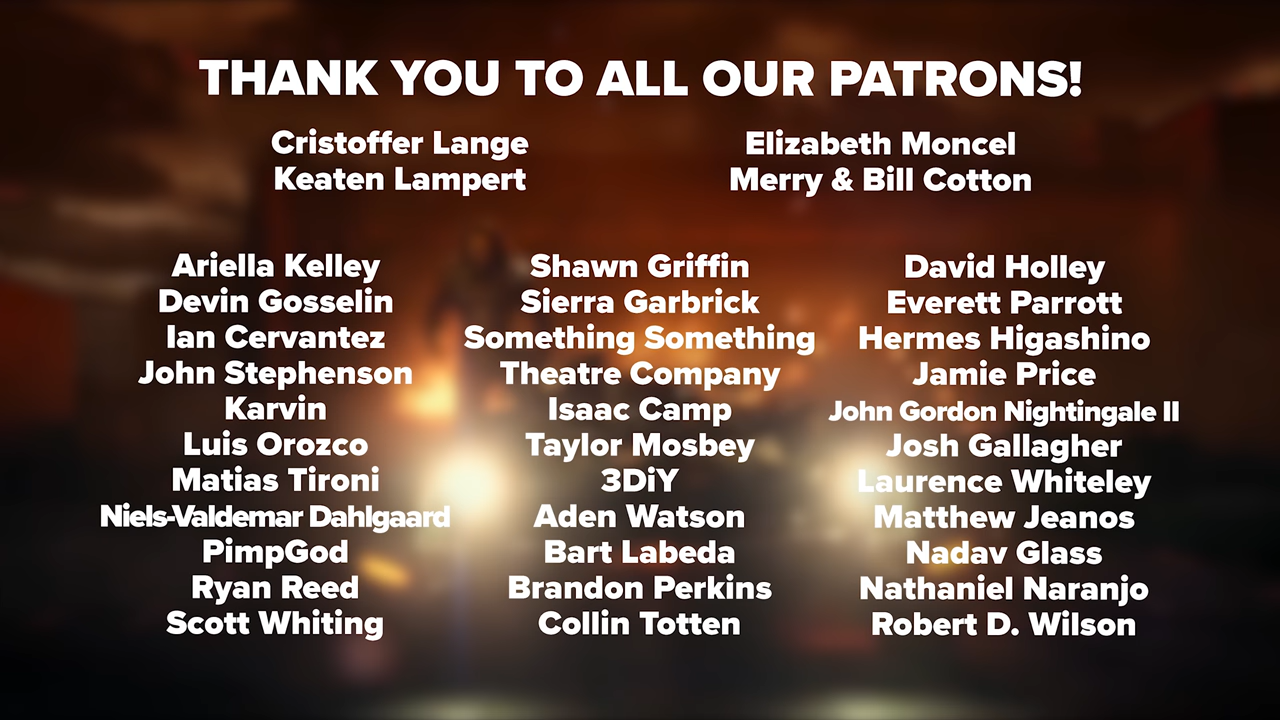 THANK YOU TO ALL OUR PATRONS!
Cristoffer Lange
Keaten Lampert
Elizabeth Moncel
Merry & Bill Cotton
Ariella Kelley
Devin Gosselin
Ian Cervantez
John Stephenson
Karvin
Luis Orozco
Matias Tironi
Niels-Valdemar Dahlgaard
PimpGod
Ryan Reed
Scott Whiting
Shawn Griffin
Sierra Garbrick
Something Something
Theatre Company
Isaac Camp
Taylor Mosbey
3DiY
Aden Watson
Bart Labeda
Brandon Perkins
Collin Totten
David Holley
Everett Parrott
Hermes Higashino
Jamie Price
John Gordon Nightingale II
Josh Gallagher
Laurence Whiteley
Matthew Jeanos
Nadav Glass
Nathaniel Naranjo
Robert D. Wilson